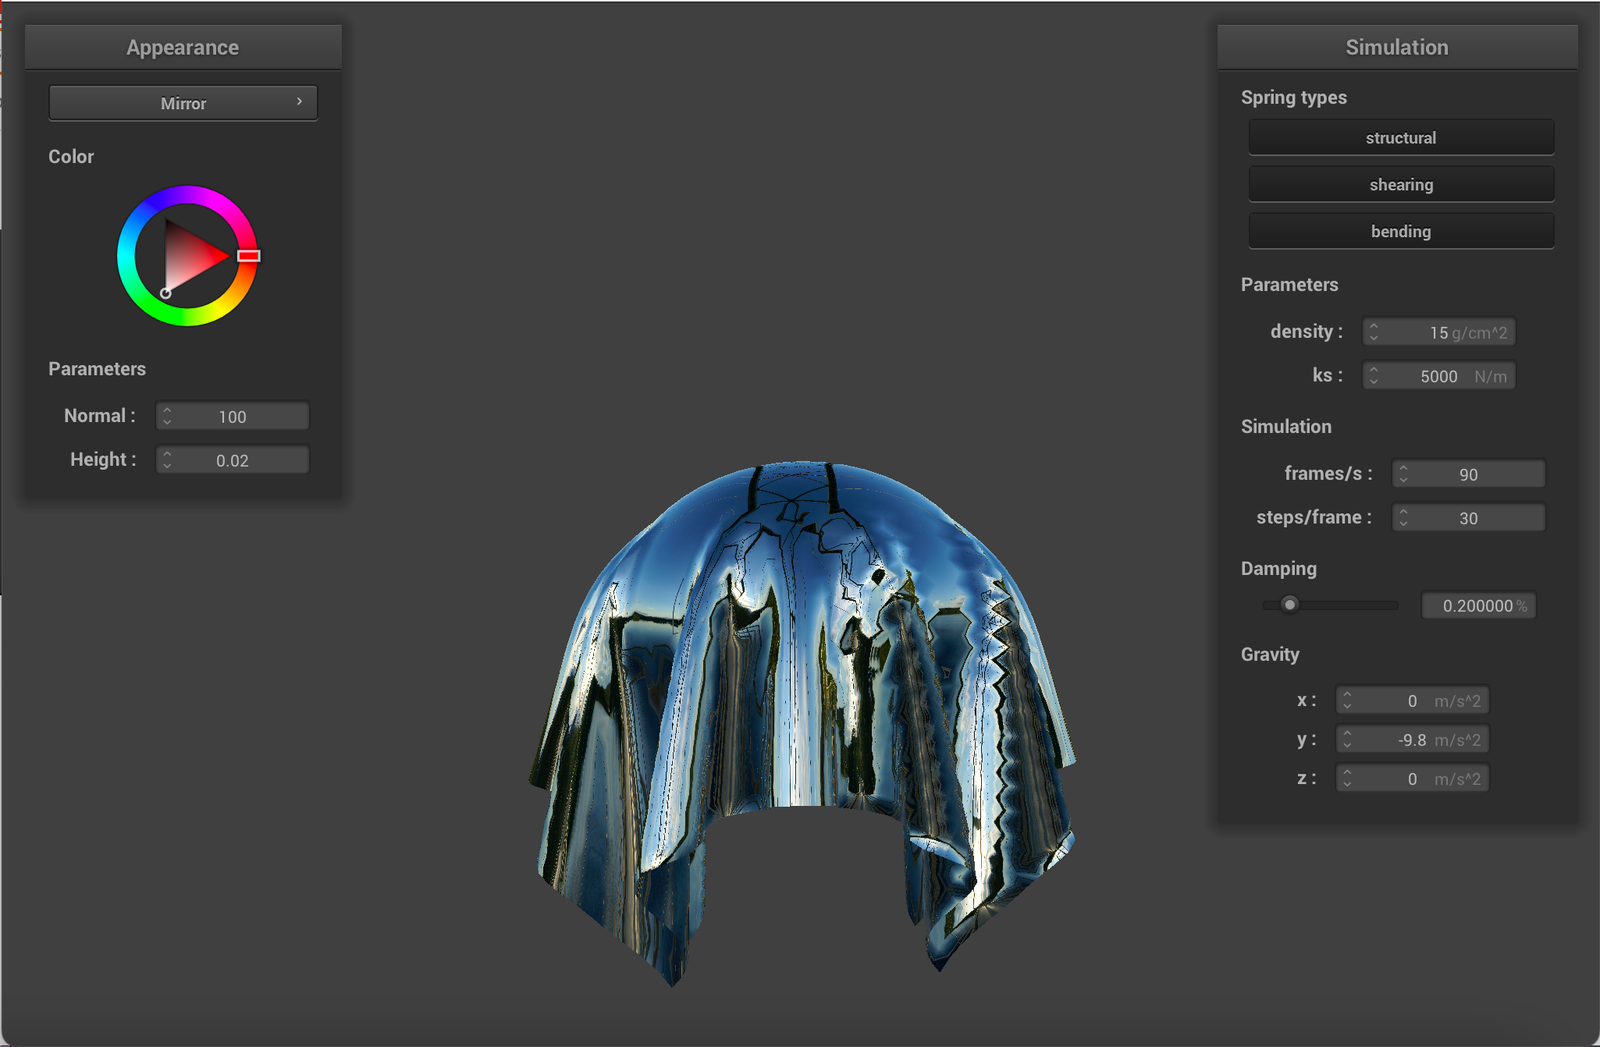 Appearance
Mirror
Color
Parameters
Normal : 100
Height : 0.02
Simulation
Spring types
structural
shearing
bending
Parameters
density : 15 g/cm^2
ks : 5000 N/m
Simulation
frames/s : 90
steps/frame : 30
Damping
0.200000 %
Gravity
x : 0 m/s^2
y : -9.8 m/s^2
z : 0 m/s^2